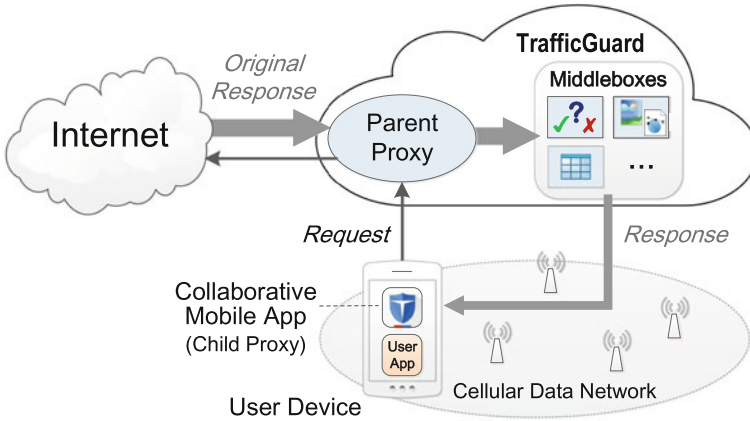 TrafficGuard
Original
Response
Middleboxes
Internet
Parent
Proxy
✓?✗
...
Request
Response
Collaborative
Mobile App
(Child Proxy)
User
App
Cellular Data Network
User Device